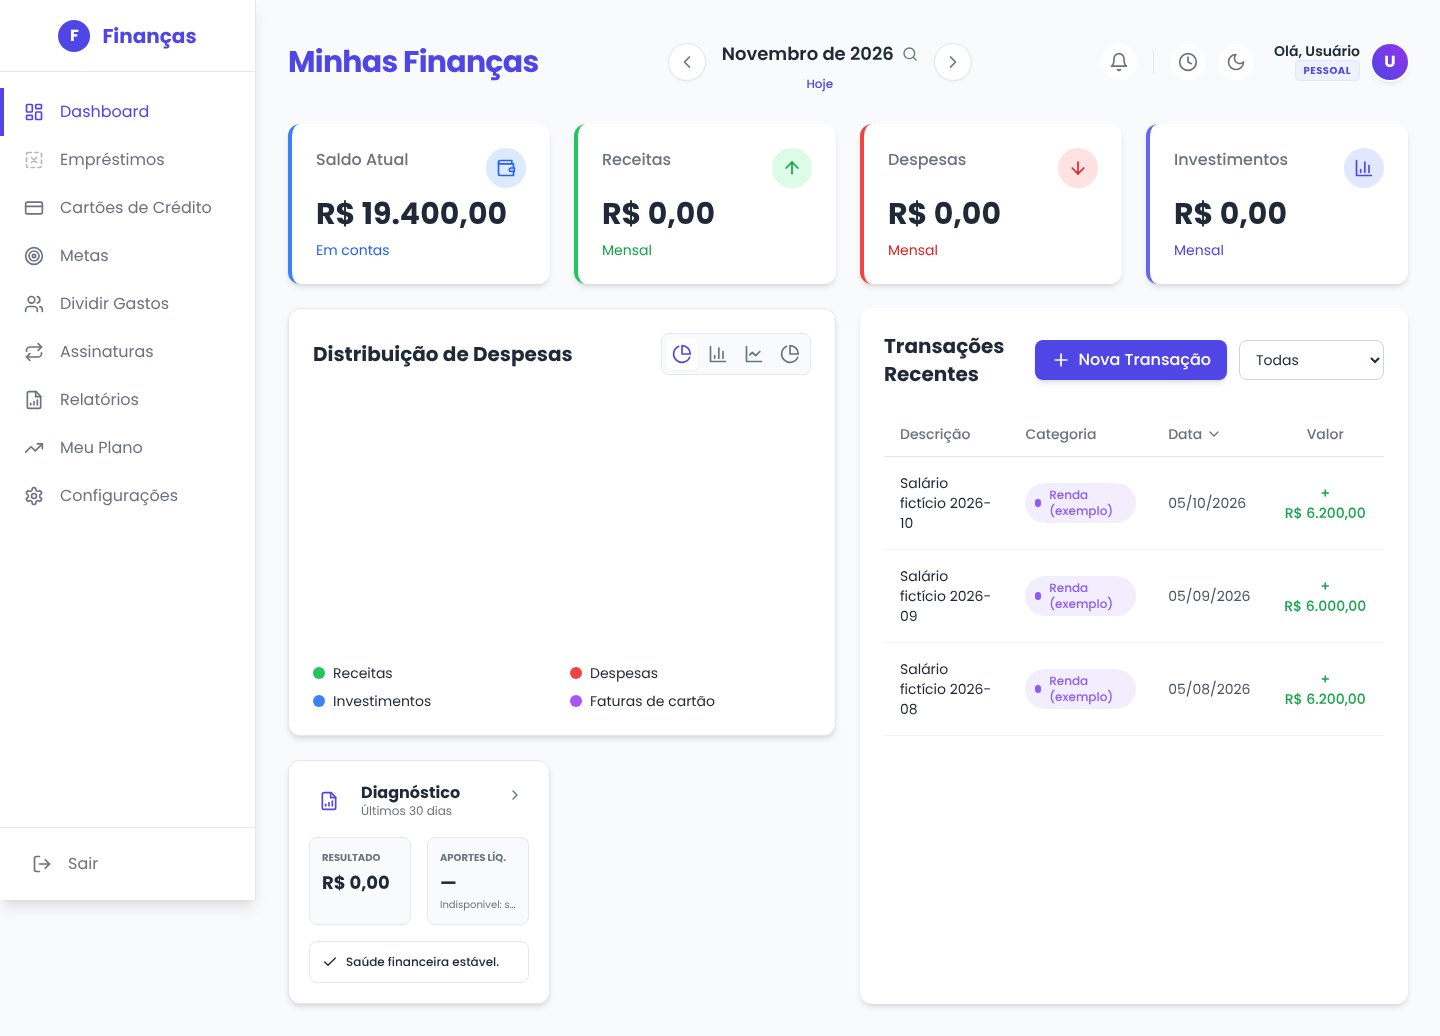 F Finanças
Dashboard
Empréstimos
Cartões de Crédito
Metas
Dividir Gastos
Assinaturas
Relatórios
Meu Plano
Configurações
Sair
Minhas Finanças
Novembro de 2026
Hoje
Olá, Usuário
PESSOAL
U
Saldo Atual
R$ 19.400,00
Em contas
Receitas
R$ 0,00
Mensal
Despesas
R$ 0,00
Mensal
Investimentos
R$ 0,00
Mensal
Distribuição de Despesas
Receitas
Despesas
Investimentos
Faturas de cartão
Transações
Recentes
+ Nova Transação
Todas
Descrição Categoria Data Valor
Salário
fictício 2026-
10
Renda
(exemplo)
05/10/2026
+
R$ 6.200,00
Salário
fictício 2026-
09
Renda
(exemplo)
05/09/2026
+
R$ 6.000,00
Salário
fictício 2026-
08
Renda
(exemplo)
05/08/2026
+
R$ 6.200,00
Diagnóstico
Últimos 30 dias
RESULTADO
R$ 0,00
APORTES LÍQ.
—
Indisponível: s...
Saúde financeira estável.